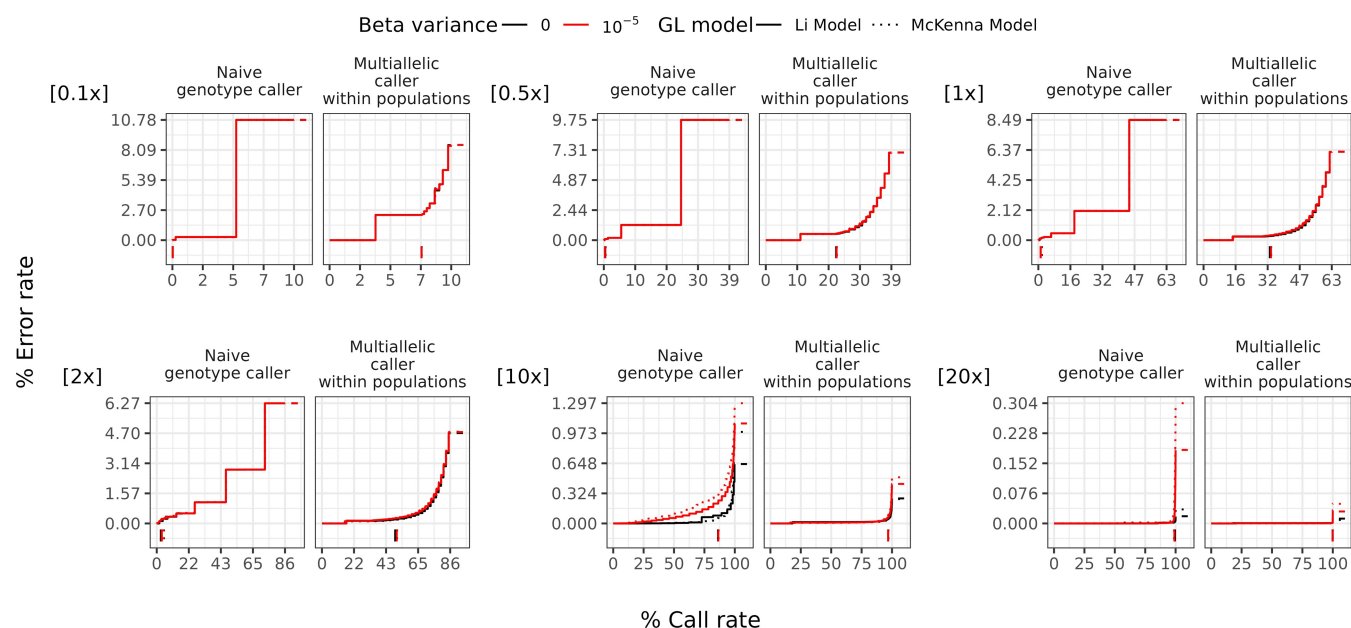 Beta variance 0 10⁻⁵ GL model Li Model McKenna Model
% Error rate
[0.1x]
Naive
genotype caller
Multiallelic
caller
within populations
10.78
8.09
5.39
2.70
0.00
0 2 5 7 10
0 2 5 7 10
[0.5x]
Naive
genotype caller
Multiallelic
caller
within populations
9.75
7.31
4.87
2.44
0.00
0 10 20 29 39
0 10 20 29 39
[1x]
Naive
genotype caller
Multiallelic
caller
within populations
8.49
6.37
4.25
2.12
0.00
0 16 32 47 63
0 16 32 47 63
[2x]
Naive
genotype caller
Multiallelic
caller
within populations
6.27
4.70
3.14
1.57
0.00
0 22 43 65 86
0 22 43 65 86
[10x]
Naive
genotype caller
Multiallelic
caller
within populations
1.297
0.973
0.648
0.324
0.000
0 25 50 75 100
0 25 50 75 100
[20x]
Naive
genotype caller
Multiallelic
caller
within populations
0.304
0.228
0.152
0.076
0.000
0 25 50 75 100
0 25 50 75 100
% Call rate